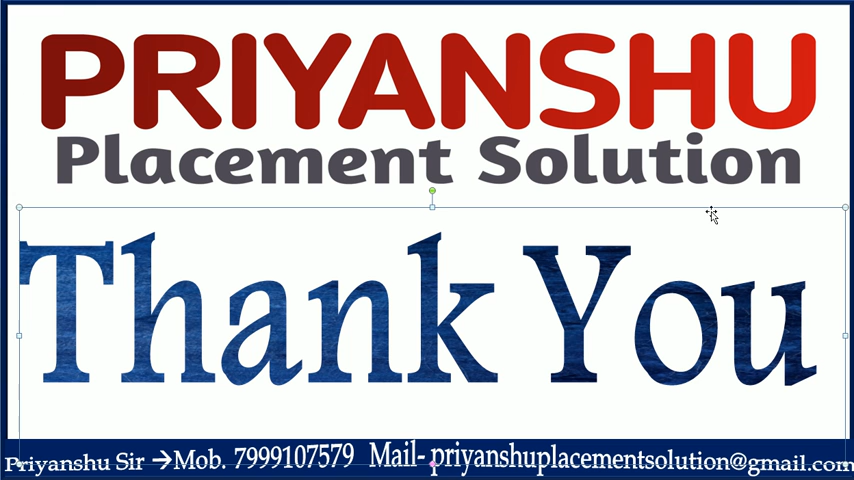 PRIYANSHU
Placement Solution
Thank You
Priyanshu Sir →Mob. 7999107579 Mail- priyanshuplacementsolution@gmail.com